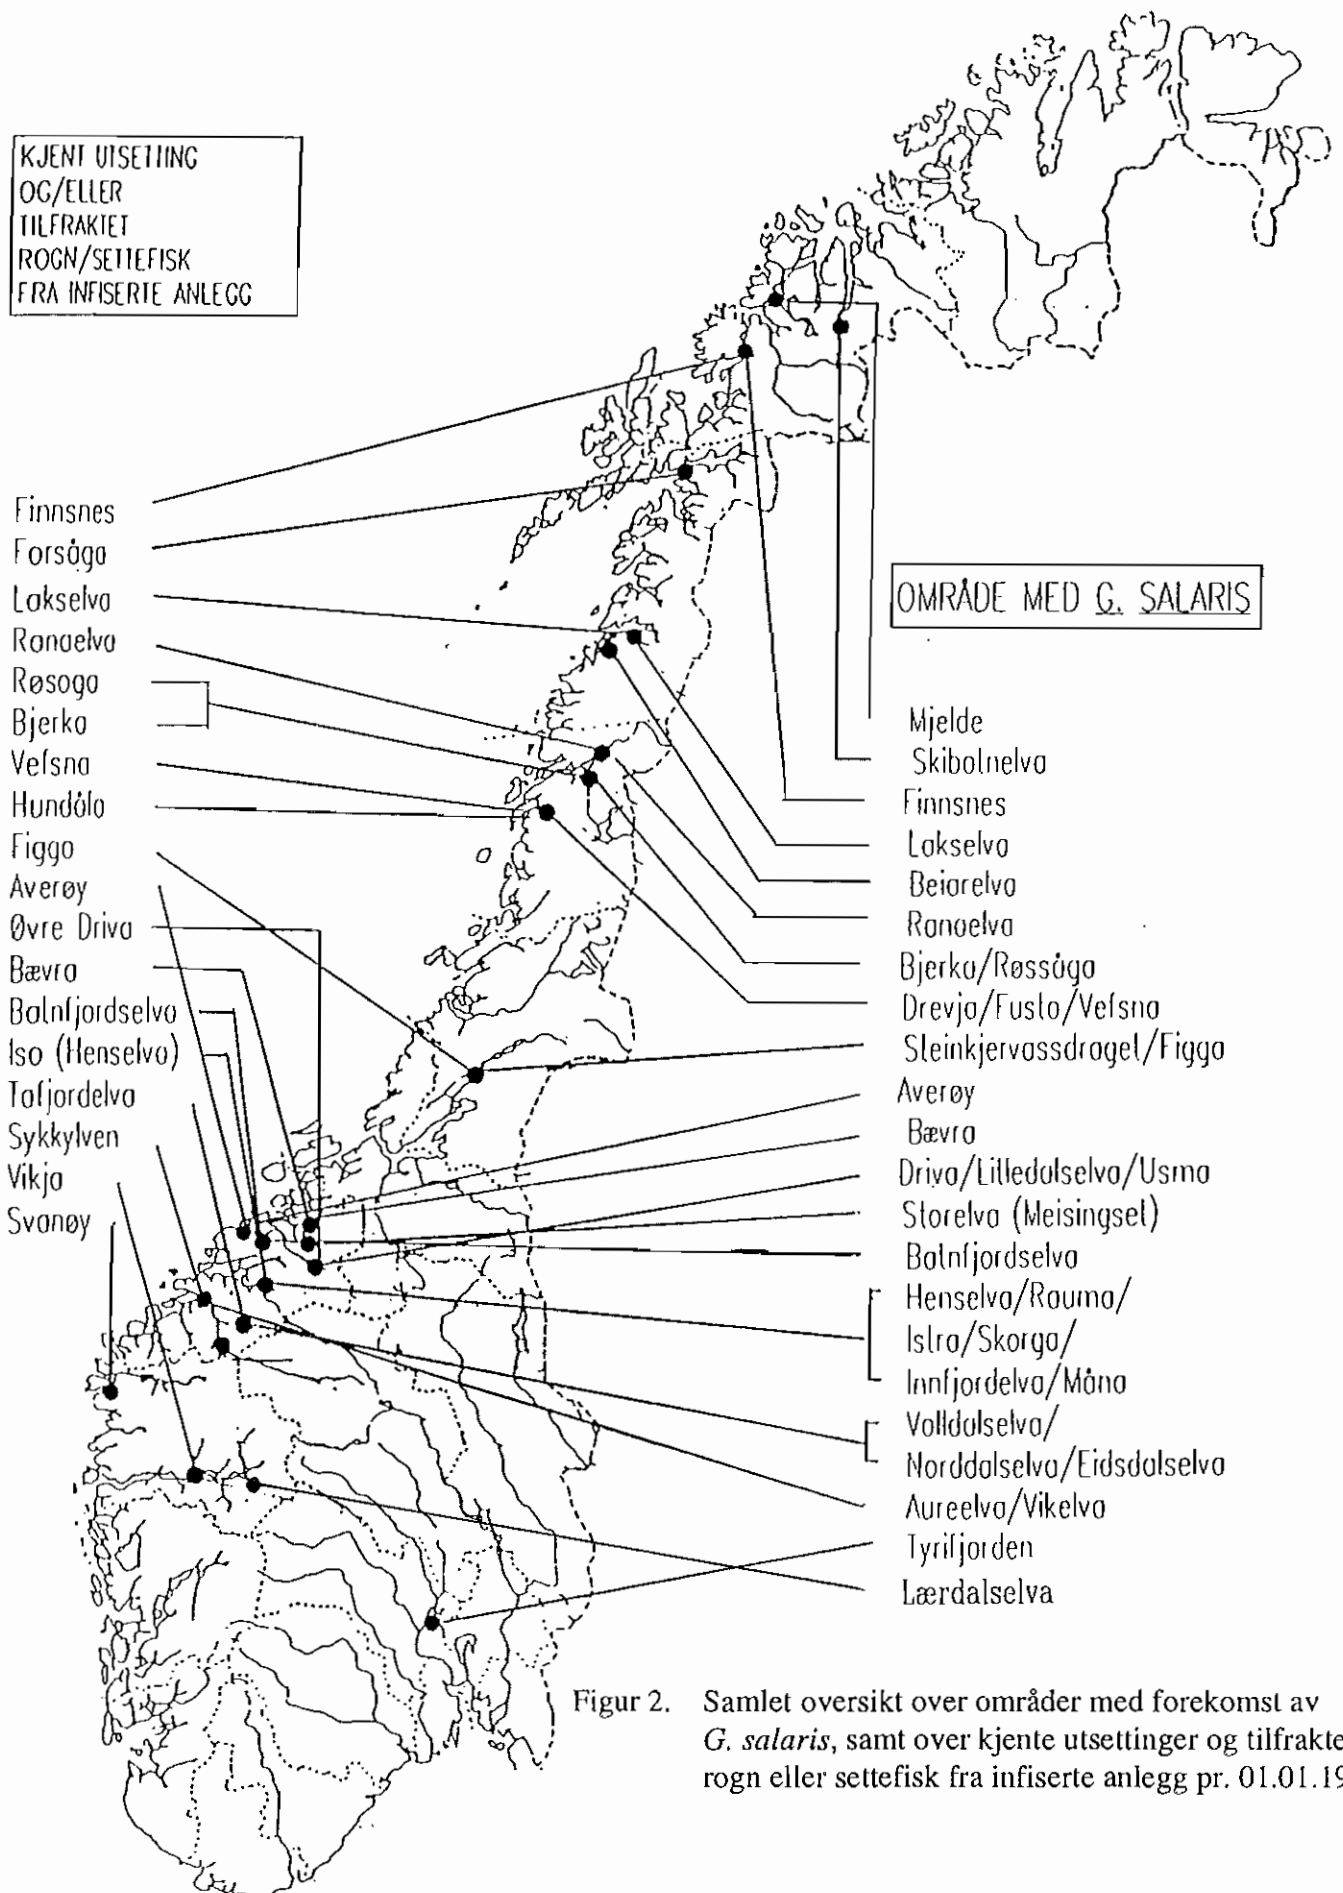 KJENT UTSETTING
OG/ELLER
TILFRAKTET
ROGN/SETTEFISK
FRA INFISERTE ANLEGG
Finnsnes
Forsåga
Lakselva
Ranaelva
Røsoga
Bjerka
Vefsna
Hundåla
Figga
Averøy
Øvre Driva
Bævra
Batnfjordselva
Iso (Henselva)
Tafjordelva
Sykkylven
Vikja
Svanøy
OMRÅDE MED G. SALARIS
Mjelde
Skibotnelva
Finnsnes
Lakselva
Beiarelva
Ranaelva
Bjerka/Røssåga
Drevja/Fusta/Vefsna
Steinkjervassdraget/Figga
Averøy
Bævra
Driva/Litledalselva/Usma
Storelva (Meisingset)
Batnfjordselva
Henselva/Rauma/
Istra/Skorga/
Innfjordelva/Måna
Valldalselva/
Norddalselva/Eidsdalselva
Aureelva/Vikelva
Tyrifjorden
Lærdalselva
Figur 2. Samlet oversikt over områder med forekomst av
G. salaris, samt over kjente utsettinger og tilfrakte
rogn eller settefisk fra infiserte anlegg pr. 01.01.19